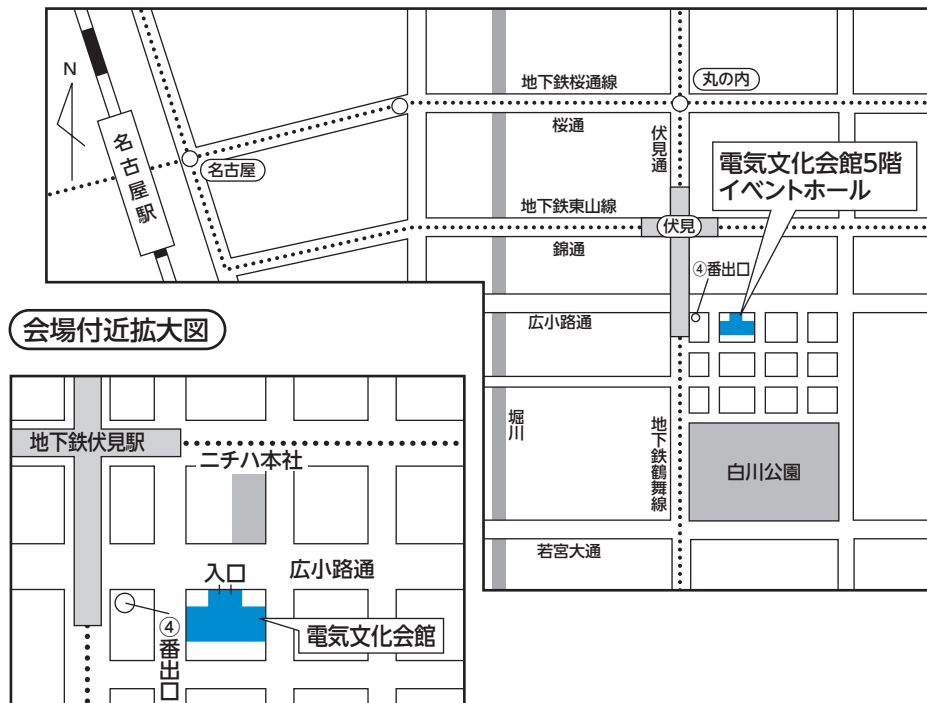 N
名古屋駅
名古屋
地下鉄桜通線
丸の内
桜通
伏見通
電気文化会館5階
イベントホール
地下鉄東山線
伏見
錦通
④番出口
広小路通
堀川
地下鉄鶴舞線
白川公園
若宮大通
会場付近拡大図
地下鉄伏見駅
ニチハ本社
入口
広小路通
④番出口
電気文化会館